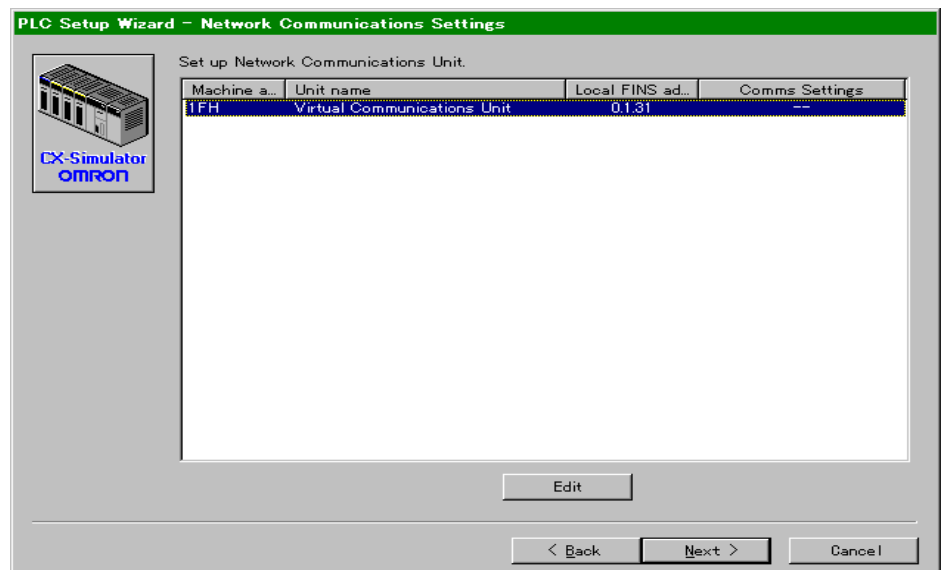 PLC Setup Wizard - Network Communications Settings
Set up Network Communications Unit.
Machine a... Unit name Local FINS ad... Comms Settings
1FH Virtual Communications Unit 0.1.31 --
CX-Simulator
OMRON
Edit
< Back Next > Cancel